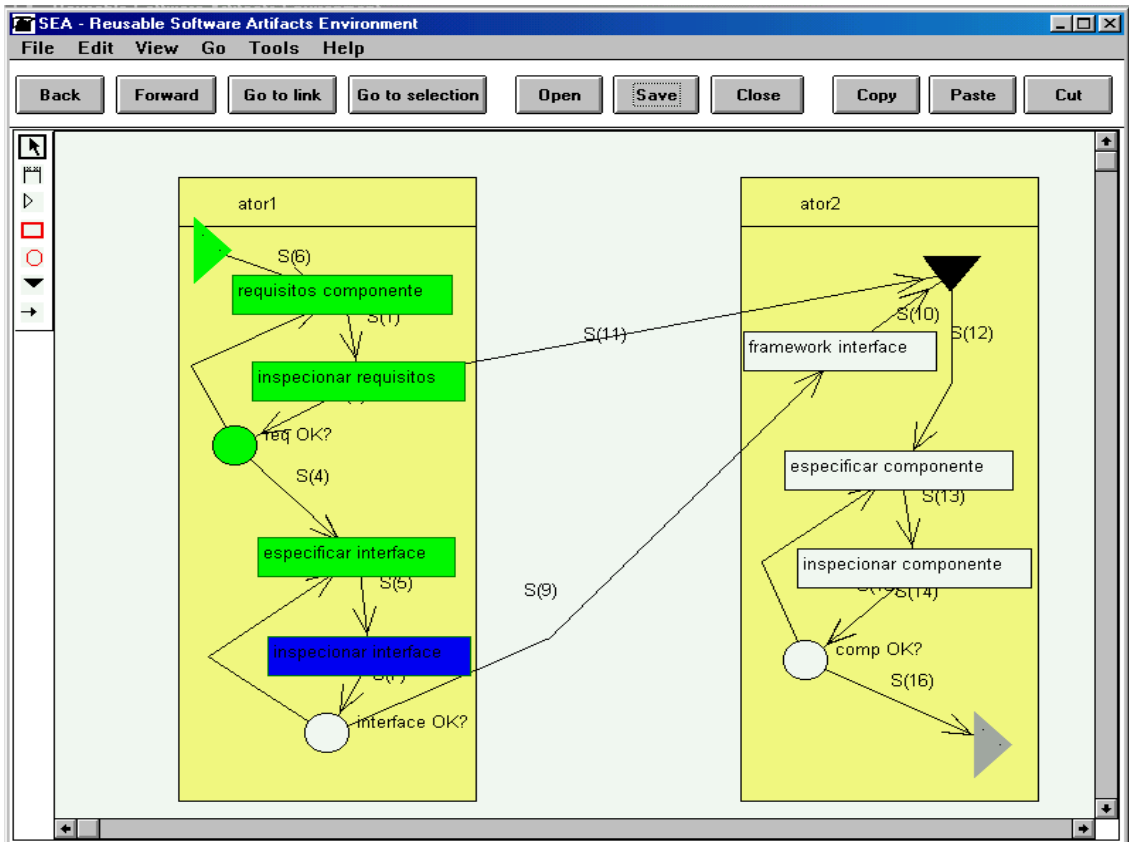 SEA - Reusable Software Artifacts Environment
File Edit View Go Tools Help
Back Forward Go to link Go to selection Open Save Close Copy Paste Cut
ator1
S(6)
requisitos componente
S(1)
inspecionar requisitos
req OK?
S(4)
especificar interface
S(5)
inspecionar interface
interface OK?
S(11)
S(9)
ator2
S(10)
S(12)
framework interface
especificar componente
S(13)
inspecionar componente
S(14)
comp OK?
S(16)